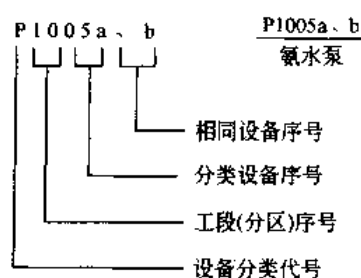 P1005a、b
P1005a、b
氨水泵
相同设备序号
分类设备序号
工段(分区)序号
设备分类代号